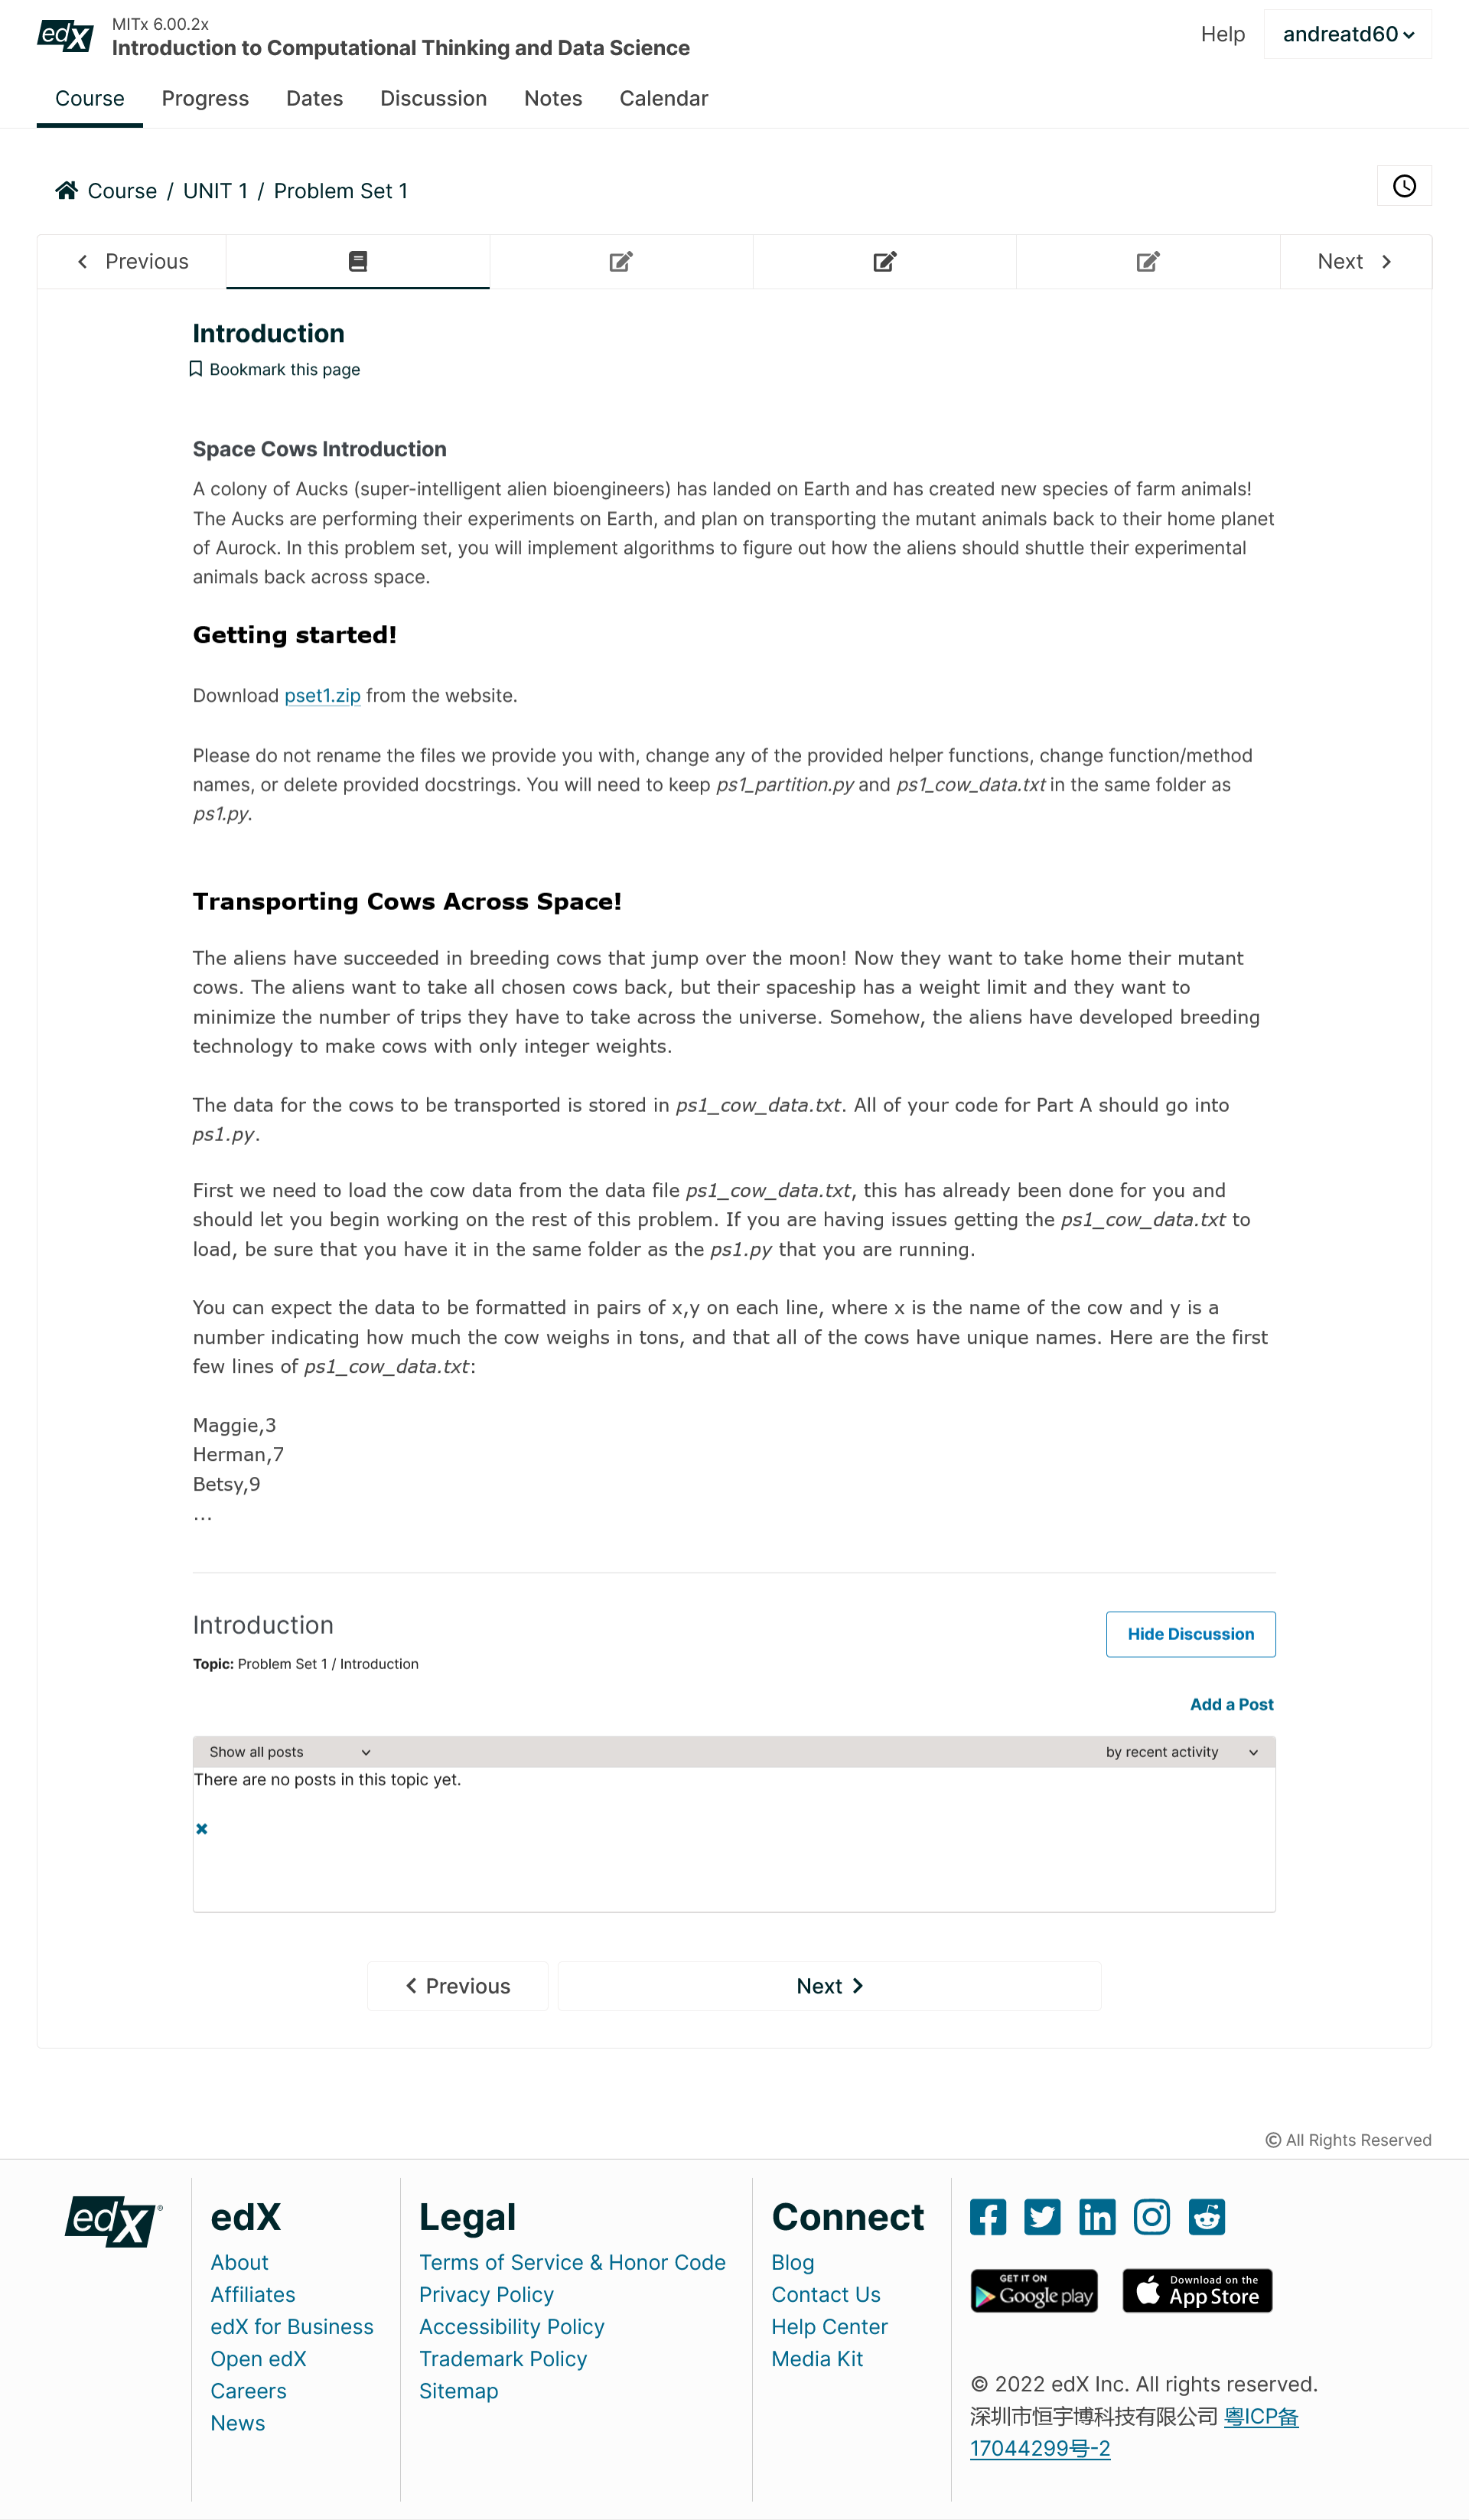 edX
MITx 6.00.2x
Introduction to Computational Thinking and Data Science
Help
andreatd60
Course
Progress
Dates
Discussion
Notes
Calendar
Course / UNIT 1 / Problem Set 1
Previous
Next
Introduction
Bookmark this page
Space Cows Introduction
A colony of Aucks (super-intelligent alien bioengineers) has landed on Earth and has created new species of farm animals!
The Aucks are performing their experiments on Earth, and plan on transporting the mutant animals back to their home planet
of Aurock. In this problem set, you will implement algorithms to figure out how the aliens should shuttle their experimental
animals back across space.
Getting started!
Download pset1.zip from the website.
Please do not rename the files we provide you with, change any of the provided helper functions, change function/method
names, or delete provided docstrings. You will need to keep ps1_partition.py and ps1_cow_data.txt in the same folder as
ps1.py.
Transporting Cows Across Space!
The aliens have succeeded in breeding cows that jump over the moon! Now they want to take home their mutant
cows. The aliens want to take all chosen cows back, but their spaceship has a weight limit and they want to
minimize the number of trips they have to take across the universe. Somehow, the aliens have developed breeding
technology to make cows with only integer weights.
The data for the cows to be transported is stored in ps1_cow_data.txt. All of your code for Part A should go into
ps1.py.
First we need to load the cow data from the data file ps1_cow_data.txt, this has already been done for you and
should let you begin working on the rest of this problem. If you are having issues getting the ps1_cow_data.txt to
load, be sure that you have it in the same folder as the ps1.py that you are running.
You can expect the data to be formatted in pairs of x,y on each line, where x is the name of the cow and y is a
number indicating how much the cow weighs in tons, and that all of the cows have unique names. Here are the first
few lines of ps1_cow_data.txt:
Maggie,3
Herman,7
Betsy,9
...
Introduction
Hide Discussion
Topic: Problem Set 1 / Introduction
Add a Post
Show all posts
by recent activity
There are no posts in this topic yet.
Previous
Next
© All Rights Reserved
edX®
edX
About
Affiliates
edX for Business
Open edX
Careers
News
Legal
Terms of Service & Honor Code
Privacy Policy
Accessibility Policy
Trademark Policy
Sitemap
Connect
Blog
Contact Us
Help Center
Media Kit
GET IT ON
Google play
Download on the
App Store
© 2022 edX Inc. All rights reserved.
深圳市恒宇博科技有限公司 粤ICP备
17044299号-2